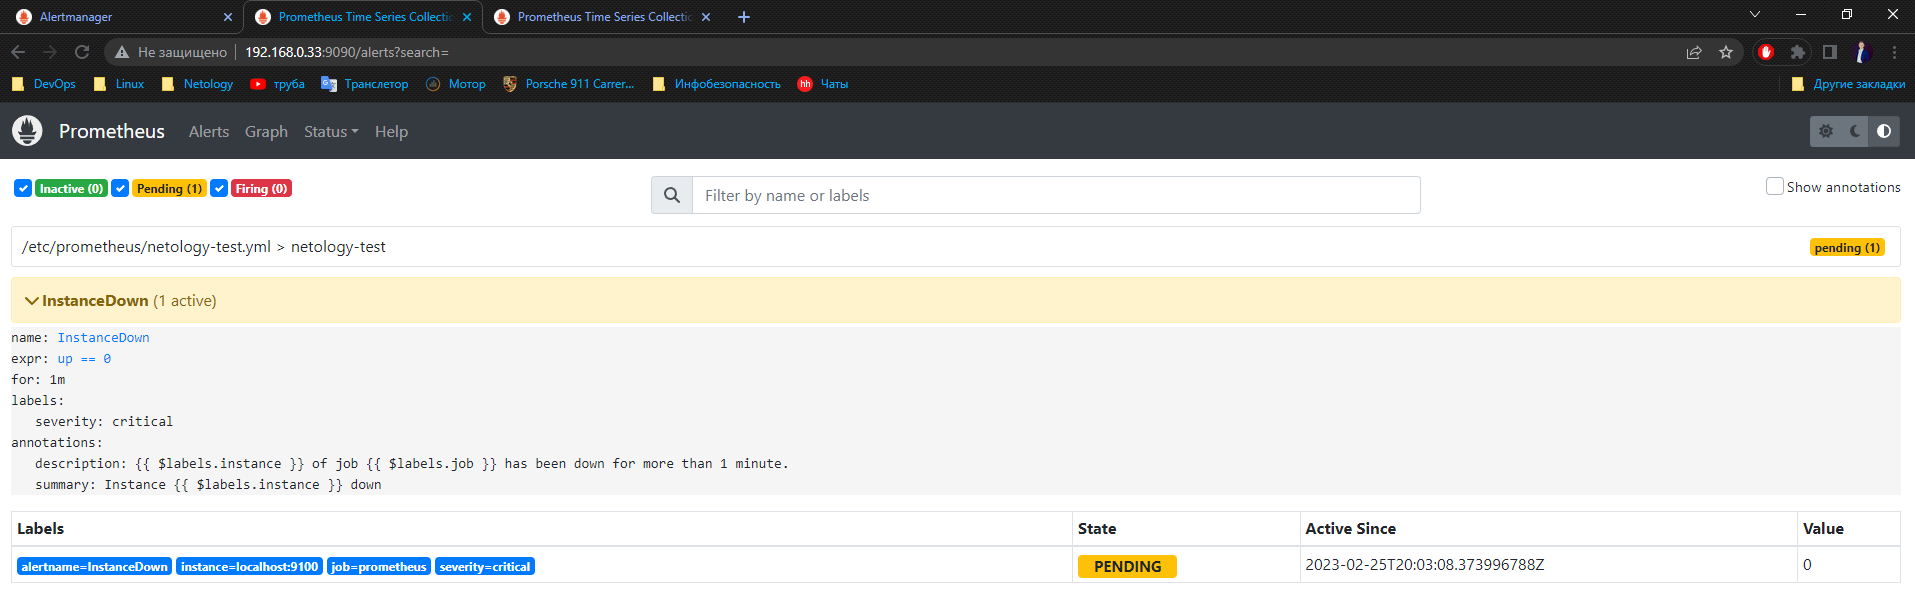 Alertmanager
Prometheus Time Series Collectio
Prometheus Time Series Collectio
Не защищено 192.168.0.33:9090/alerts?search=
DevOps Linux Netology труба Транслетор Мотор Porsche 911 Carrer... Инфобезопасность hh Чаты Другие закладки
Prometheus Alerts Graph Status Help
Inactive (0) Pending (1) Firing (0) Filter by name or labels Show annotations
/etc/prometheus/netology-test.yml > netology-test pending (1)
InstanceDown (1 active)
name: InstanceDown
expr: up == 0
for: 1m
labels:
severity: critical
annotations:
description: {{ $labels.instance }} of job {{ $labels.job }} has been down for more than 1 minute.
summary: Instance {{ $labels.instance }} down
Labels State Active Since Value
alertname=InstanceDown instance=localhost:9100 job=prometheus severity=critical PENDING 2023-02-25T20:03:08.373996788Z 0